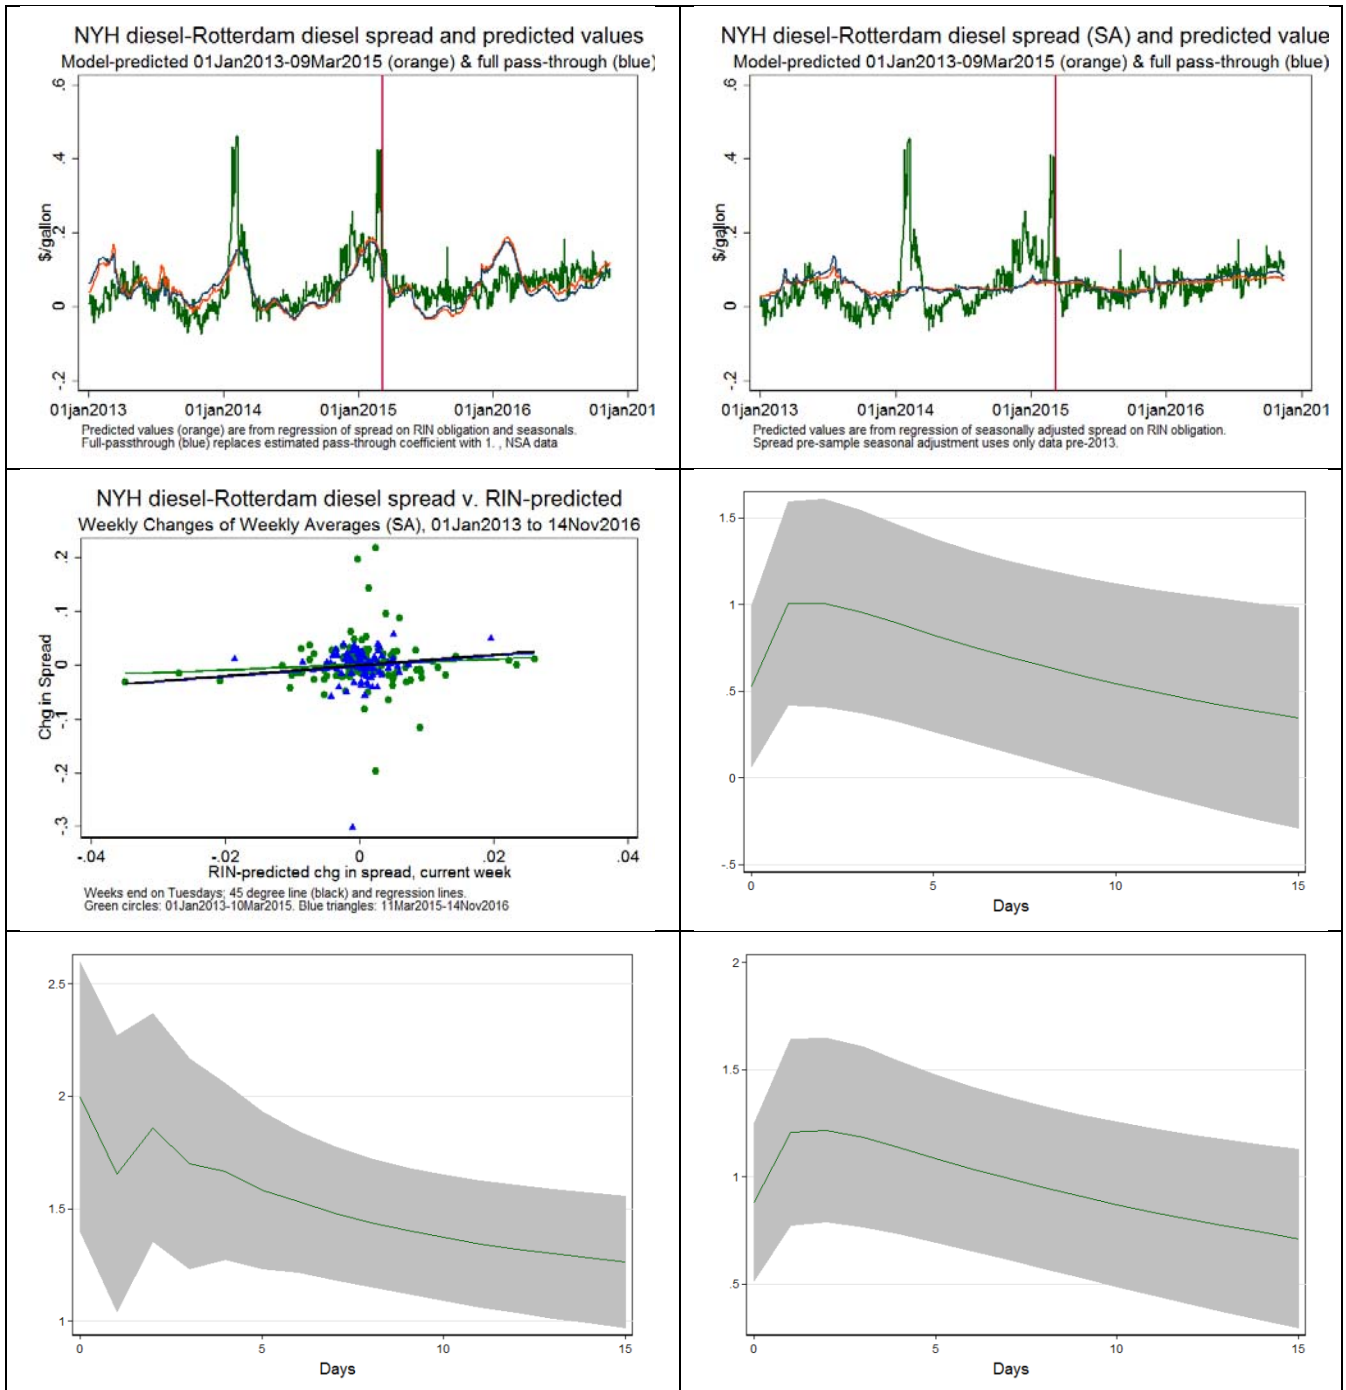 NYH diesel-Rotterdam diesel spread and predicted values
Model-predicted 01Jan2013-09Mar2015 (orange) & full pass-through (blue)
$/gallon
.6
.4
.2
0
-.2
01jan2013 01jan2014 01jan2015 01jan2016 01jan201
Predicted values (orange) are from regression of spread on RIN obligation and seasonals.
Full-passthrough (blue) replaces estimated pass-through coefficient with 1. , NSA data
NYH diesel-Rotterdam diesel spread (SA) and predicted value
Model-predicted 01Jan2013-09Mar2015 (orange) & full pass-through (blue)
$/gallon
.6
.4
.2
0
-.2
01jan2013 01jan2014 01jan2015 01jan2016 01jan201
Predicted values are from regression of seasonally adjusted spread on RIN obligation.
Spread pre-sample seasonal adjustment uses only data pre-2013.
NYH diesel-Rotterdam diesel spread v. RIN-predicted
Weekly Changes of Weekly Averages (SA), 01Jan2013 to 14Nov2016
Chg in Spread
.2
.1
0
-.1
-.2
-.3
-.04 -.02 0 .02 .04
RIN-predicted chg in spread, current week
Weeks end on Tuesdays; 45 degree line (black) and regression lines.
Green circles: 01Jan2013-10Mar2015. Blue triangles: 11Mar2015-14Nov2016
1.5
1
.5
0
-.5
0 5 10 15
Days
2.5
2
1.5
1
0 5 10 15
Days
2
1.5
1
.5
0 5 10 15
Days